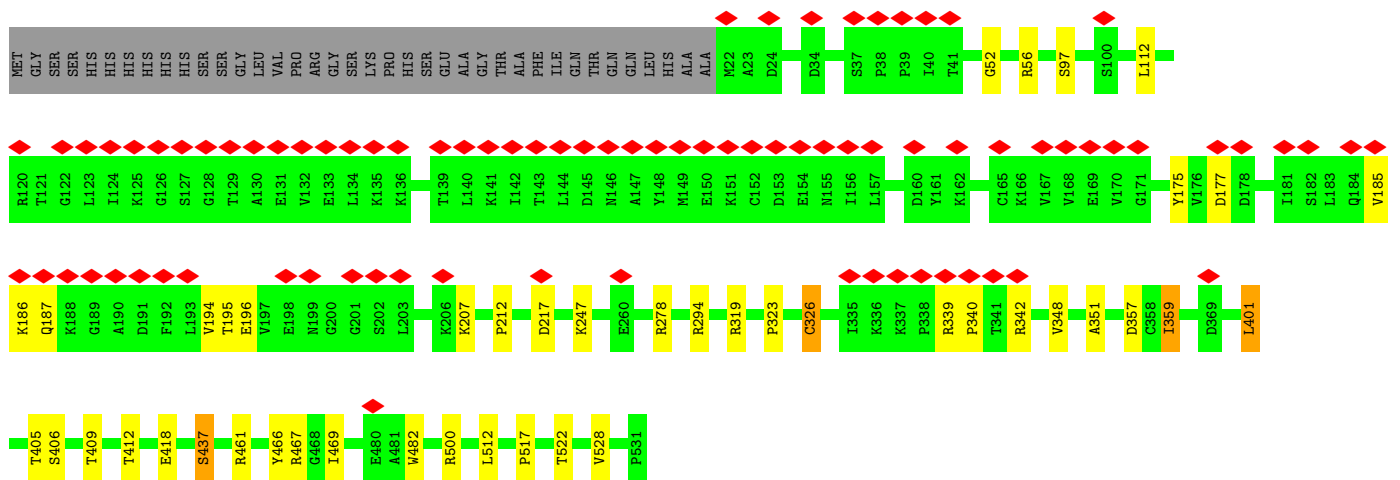 MET GLY SER SER HIS HIS HIS HIS HIS HIS SER SER GLY LEU VAL PRO ARG GLY SER LYS PRO HIS SER GLU ALA GLY THR ALA PHE ILE GLN THR GLN GLN LEU HIS ALA ALA M22 A23 D24 D34 S37 P38 P39 I40 T41 G52 R56 S97 S100 L112
R120 T121 G122 L123 I124 K125 G126 S127 G128 T129 A130 E131 V132 E133 L134 K135 K136 T139 L140 K141 I142 T143 L144 D145 N146 A147 Y148 M149 E150 K151 C152 D153 E154 N155 I156 L157 D160 Y161 K162 C165 K166 V167 V168 E169 V170 G171 Y175 V176 D177 D178 I181 S182 L183 Q184 V185
K186 Q187 K188 G189 A190 D191 F192 L193 V194 T195 E196 V197 E198 N199 G200 G201 S202 L203 K206 K207 P212 D217 K247 E260 R278 R294 R319 P323 C326 I335 K336 K337 P338 R339 P340 T341 R342 V348 A351 D357 C358 I359 D369 L401
T405 S406 T409 T412 E418 S437 R461 Y466 R467 G468 I469 E480 A481 W482 R500 L512 P517 T522 V528 P531